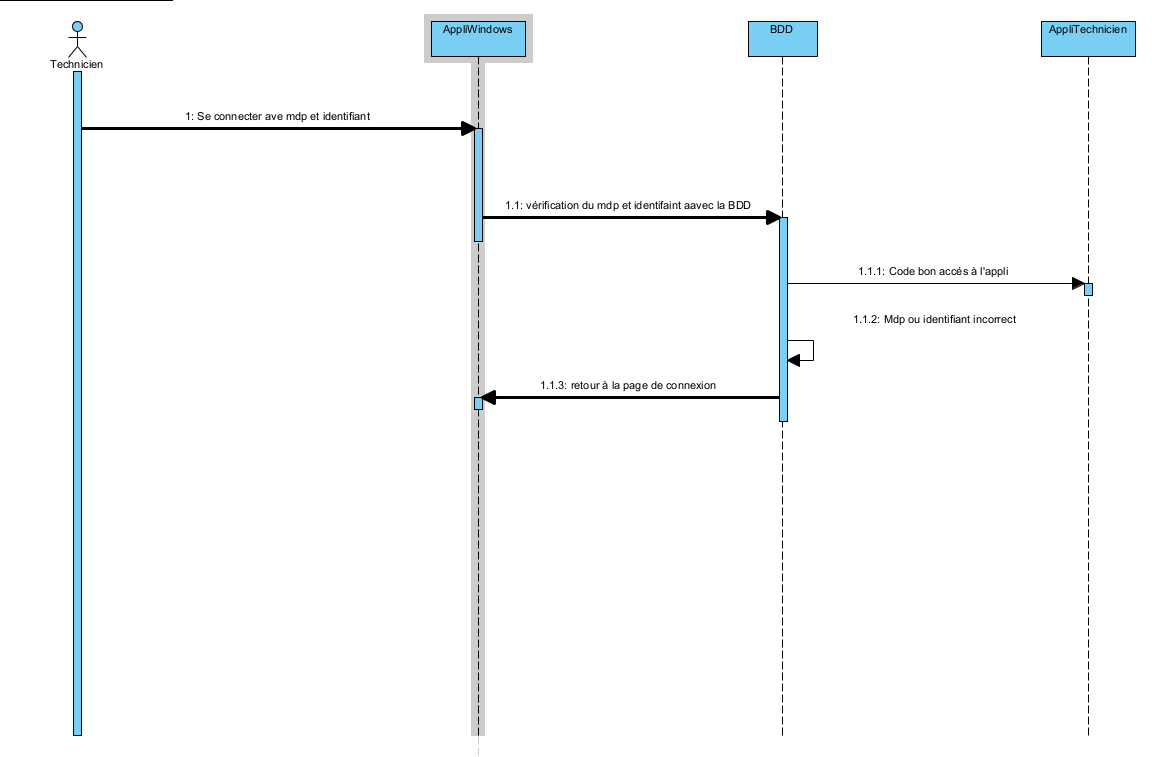 Technicien
AppliWindows
BDD
AppliTechnicien
1: Se connecter ave mdp et identifiant
1.1: vérification du mdp et identifaint aavec la BDD
1.1.1: Code bon accés à l'appli
1.1.2: Mdp ou identifiant incorrect
1.1.3: retour à la page de connexion